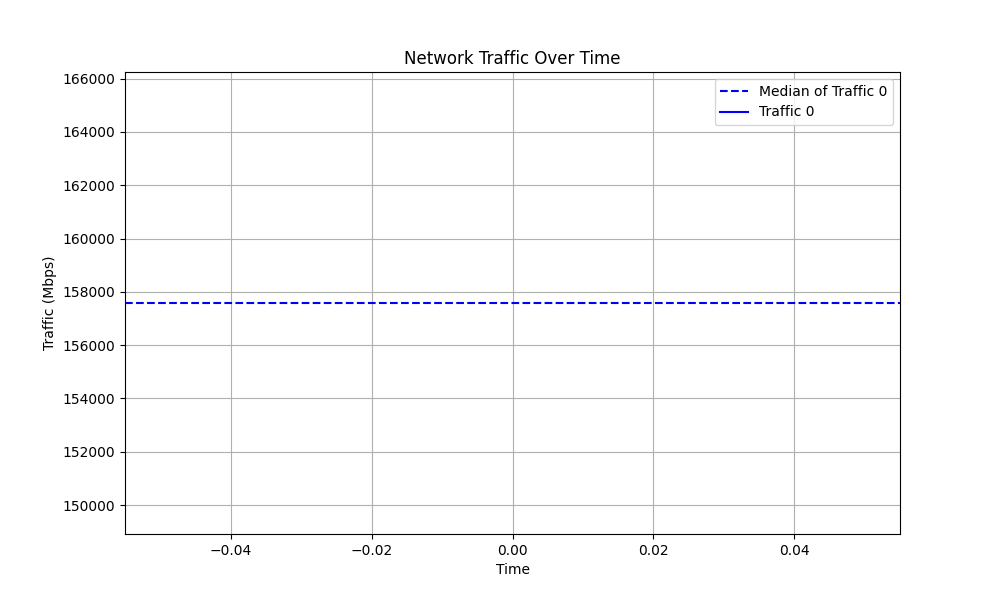 Network Traffic Over Time
166000
164000
162000
160000
158000
156000
154000
152000
150000
Traffic (Mbps)
Median of Traffic 0
Traffic 0
−0.04
−0.02
0.00
0.02
0.04
Time